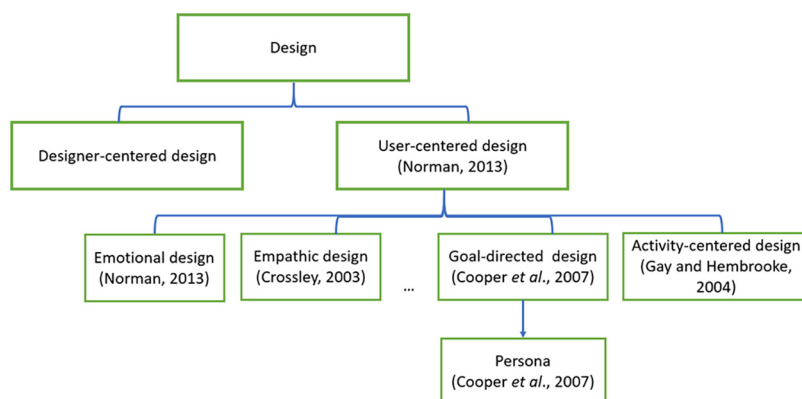 Design
Designer-centered design
User-centered design
(Norman, 2013)
Emotional design
(Norman, 2013)
Empathic design
(Crossley, 2003)
...
Goal-directed  design
(Cooper et al., 2007)
Activity-centered design
(Gay and Hembrooke,
2004)
Persona
(Cooper et al., 2007)